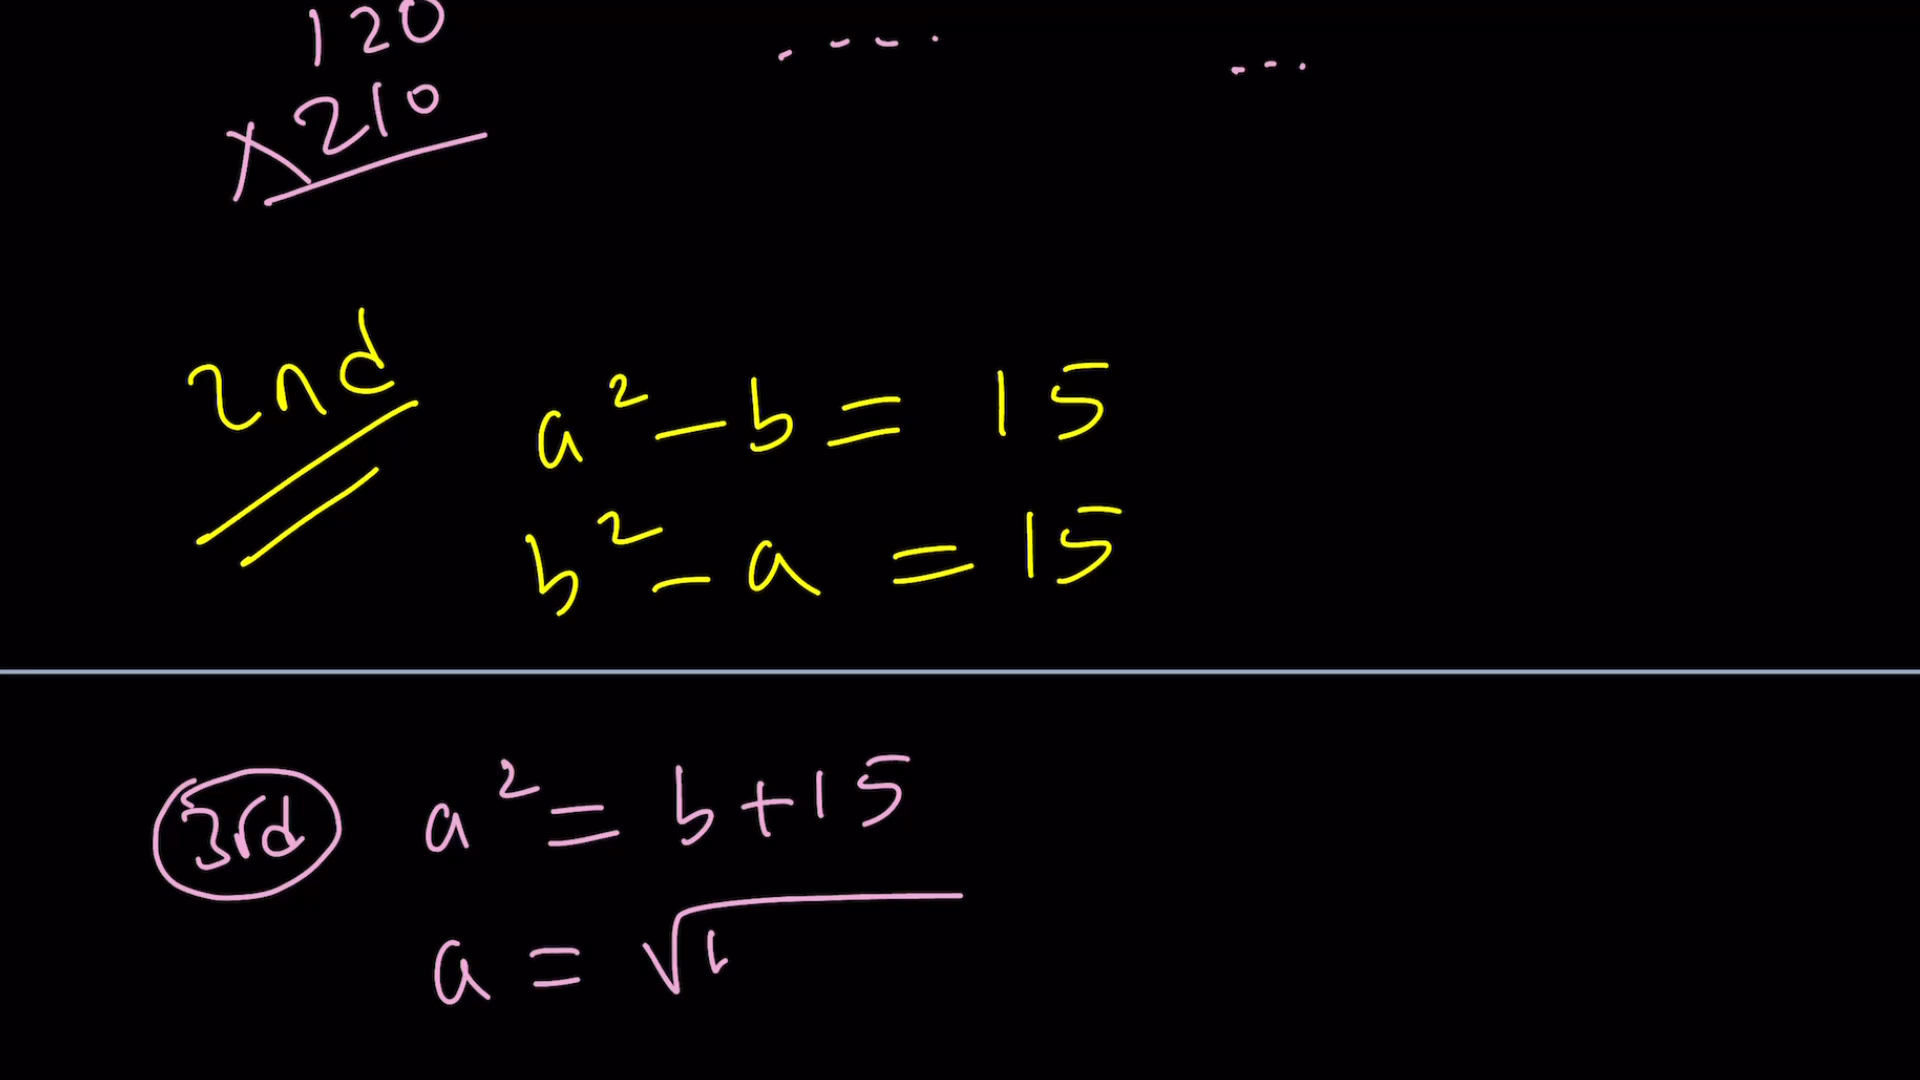 120
x 210
2nd
a² - b = 15
b² - a = 15
3rd a² = b + 15
a = √